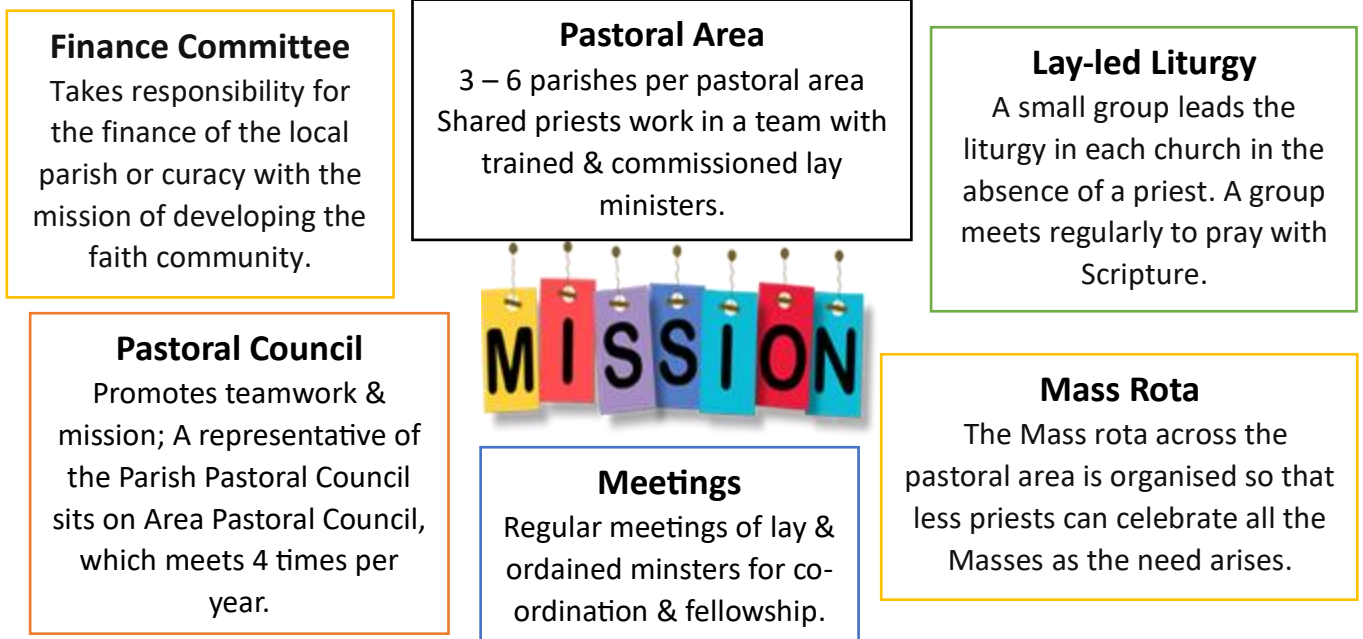 Finance Committee
Takes responsibility for
the finance of the local
parish or curacy with the
mission of developing the
faith community.
Pastoral Area
3 – 6 parishes per pastoral area
Shared priests work in a team with
trained & commissioned lay
ministers.
Lay-led Liturgy
A small group leads the
liturgy in each church in the
absence of a priest. A group
meets regularly to pray with
Scripture.
MISSION
Pastoral Council
Promotes teamwork &
mission; A representative of
the Parish Pastoral Council
sits on Area Pastoral Council,
which meets 4 times per
year.
Meetings
Regular meetings of lay &
ordained minsters for co-
ordination & fellowship.
Mass Rota
The Mass rota across the
pastoral area is organised so that
less priests can celebrate all the
Masses as the need arises.